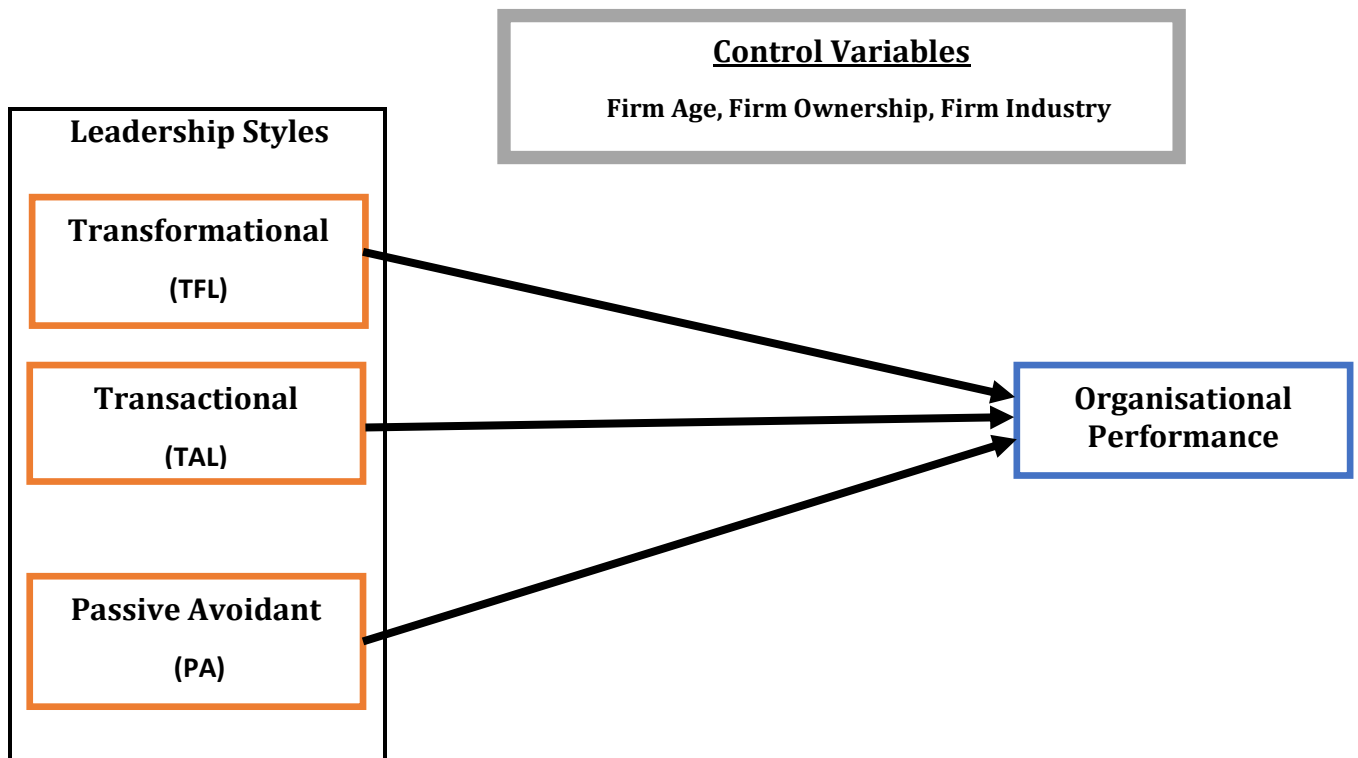 Control Variables
Firm Age, Firm Ownership, Firm Industry
Leadership Styles
Transformational
(TFL)
Transactional
(TAL)
Passive Avoidant
(PA)
Organisational
Performance